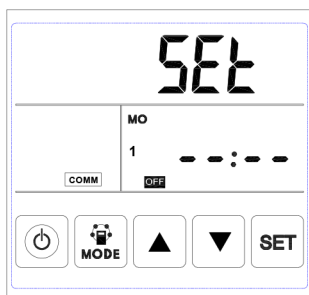 SEt
MO
1 --:--
COMM OFF
MODE SET